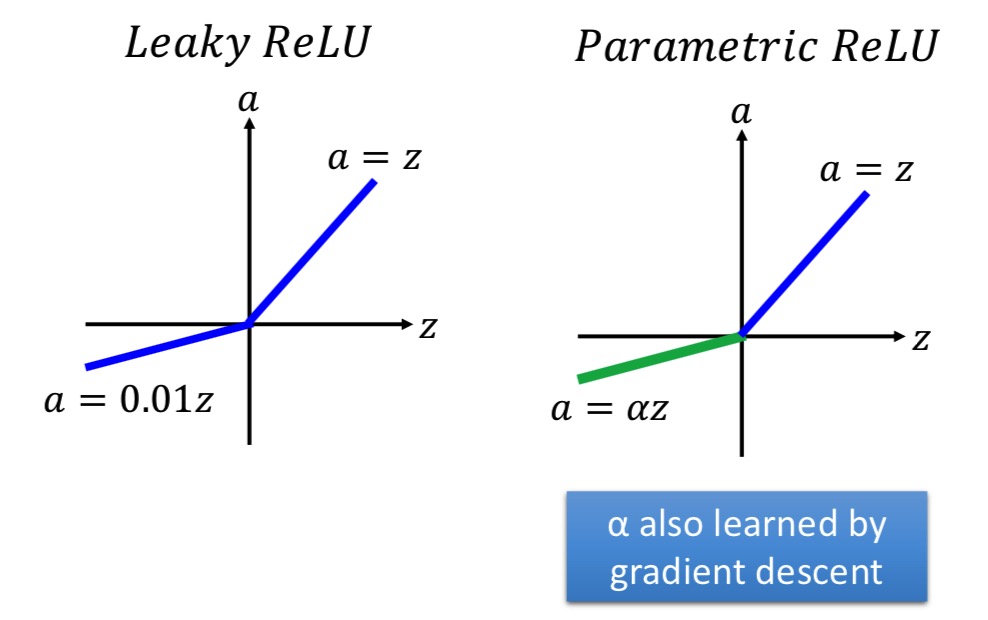 Leaky ReLU
a
a = z
z
a = 0.01z
Parametric ReLU
a
a = z
z
a = αz
α also learned by
gradient descent